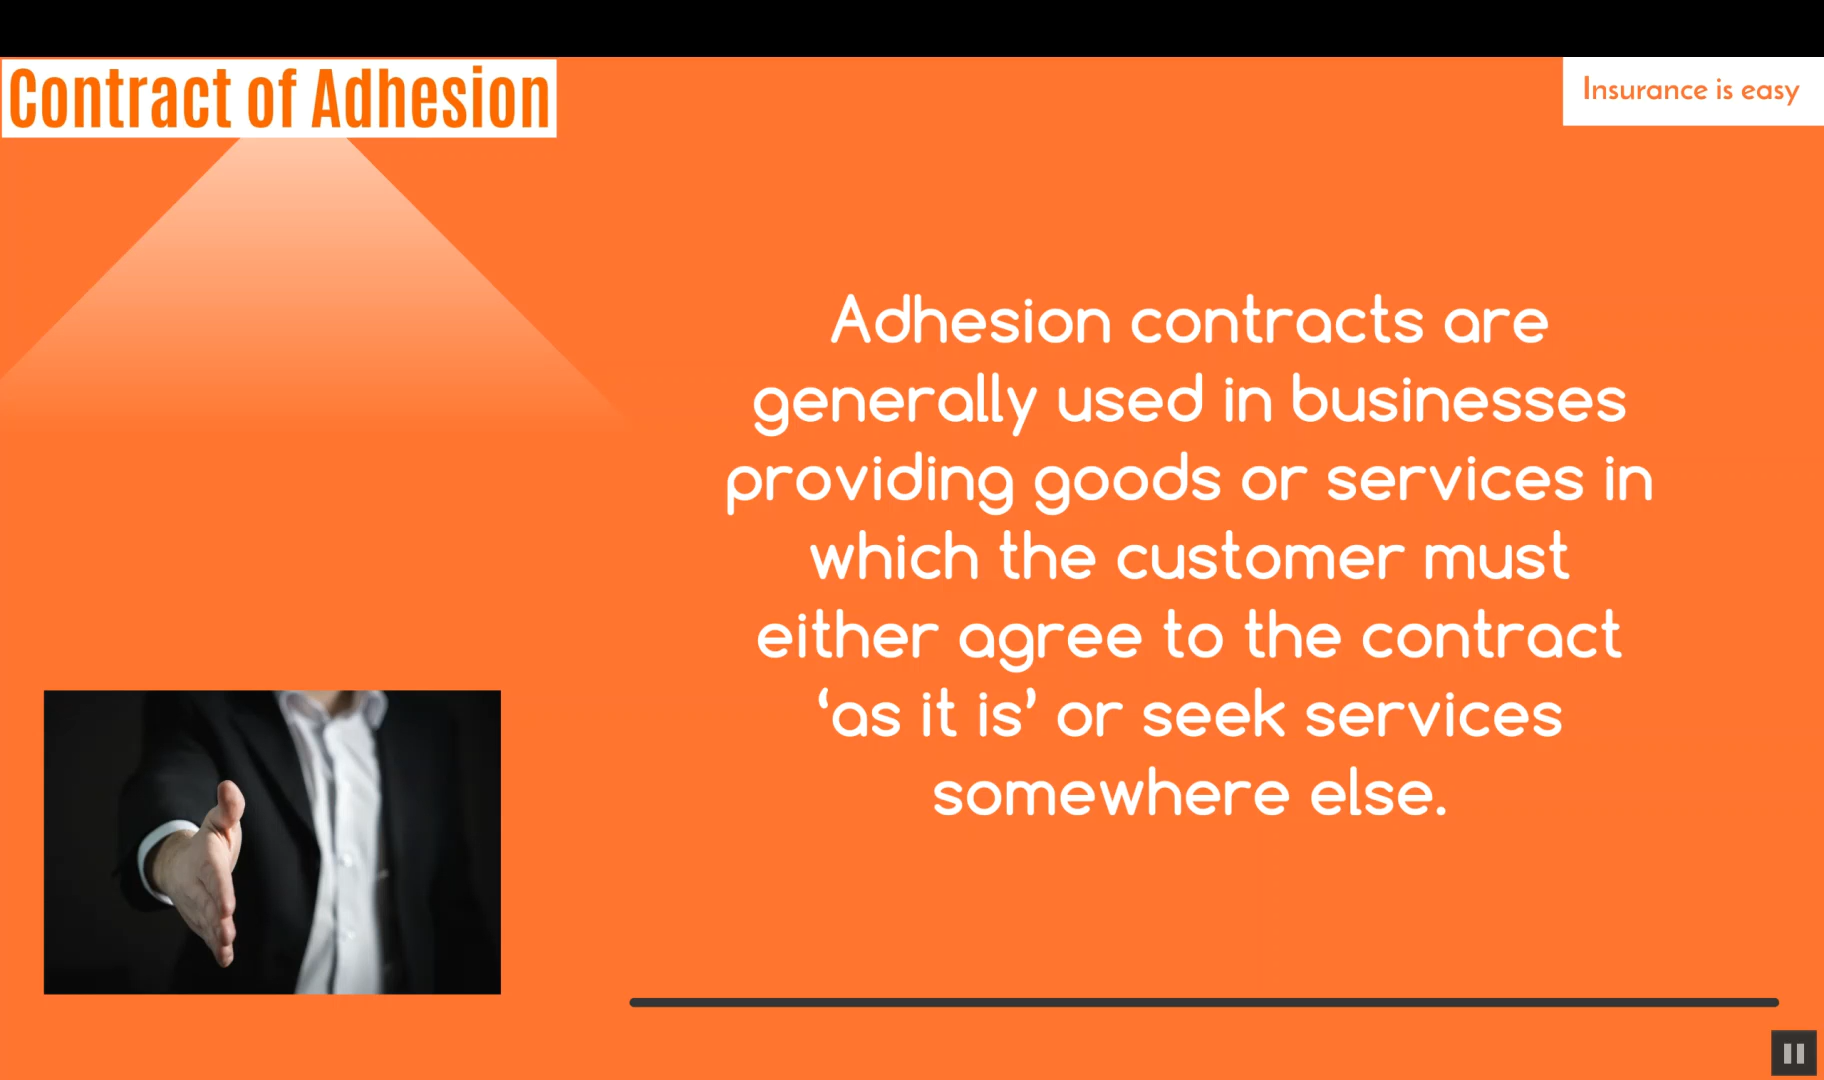 Contract of Adhesion
Insurance is easy
Adhesion contracts are
generally used in businesses
providing goods or services in
which the customer must
either agree to the contract
‘as it is’ or seek services
somewhere else.